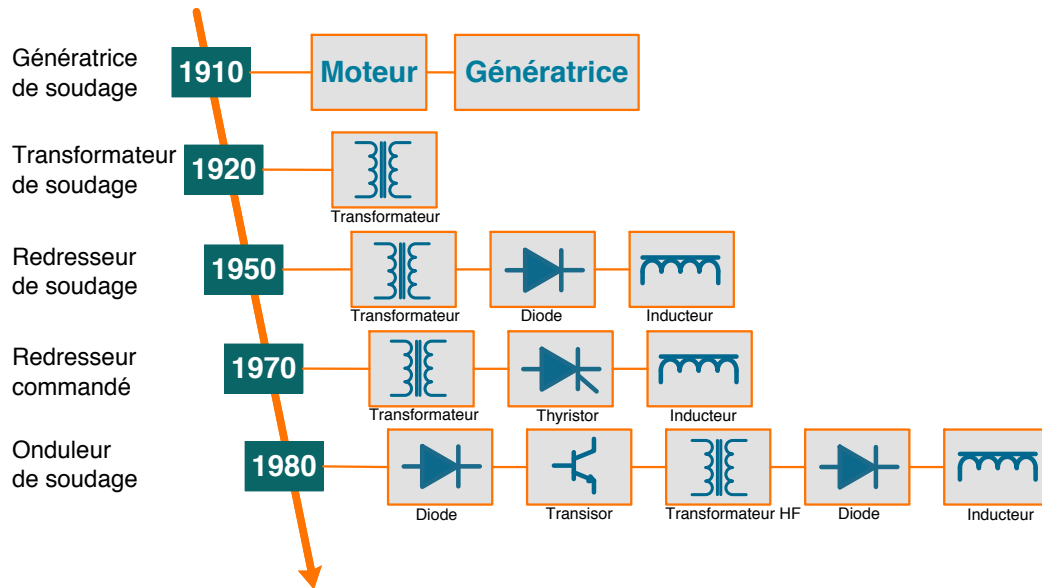 Génératrice
de soudage
1910
Moteur
Génératrice
Transformateur
de soudage
1920
Transformateur
Redresseur
de soudage
1950
Transformateur
Diode
Inducteur
Redresseur
commandé
1970
Transformateur
Thyristor
Inducteur
Onduleur
de soudage
1980
Diode
Transisor
Transformateur HF
Diode
Inducteur